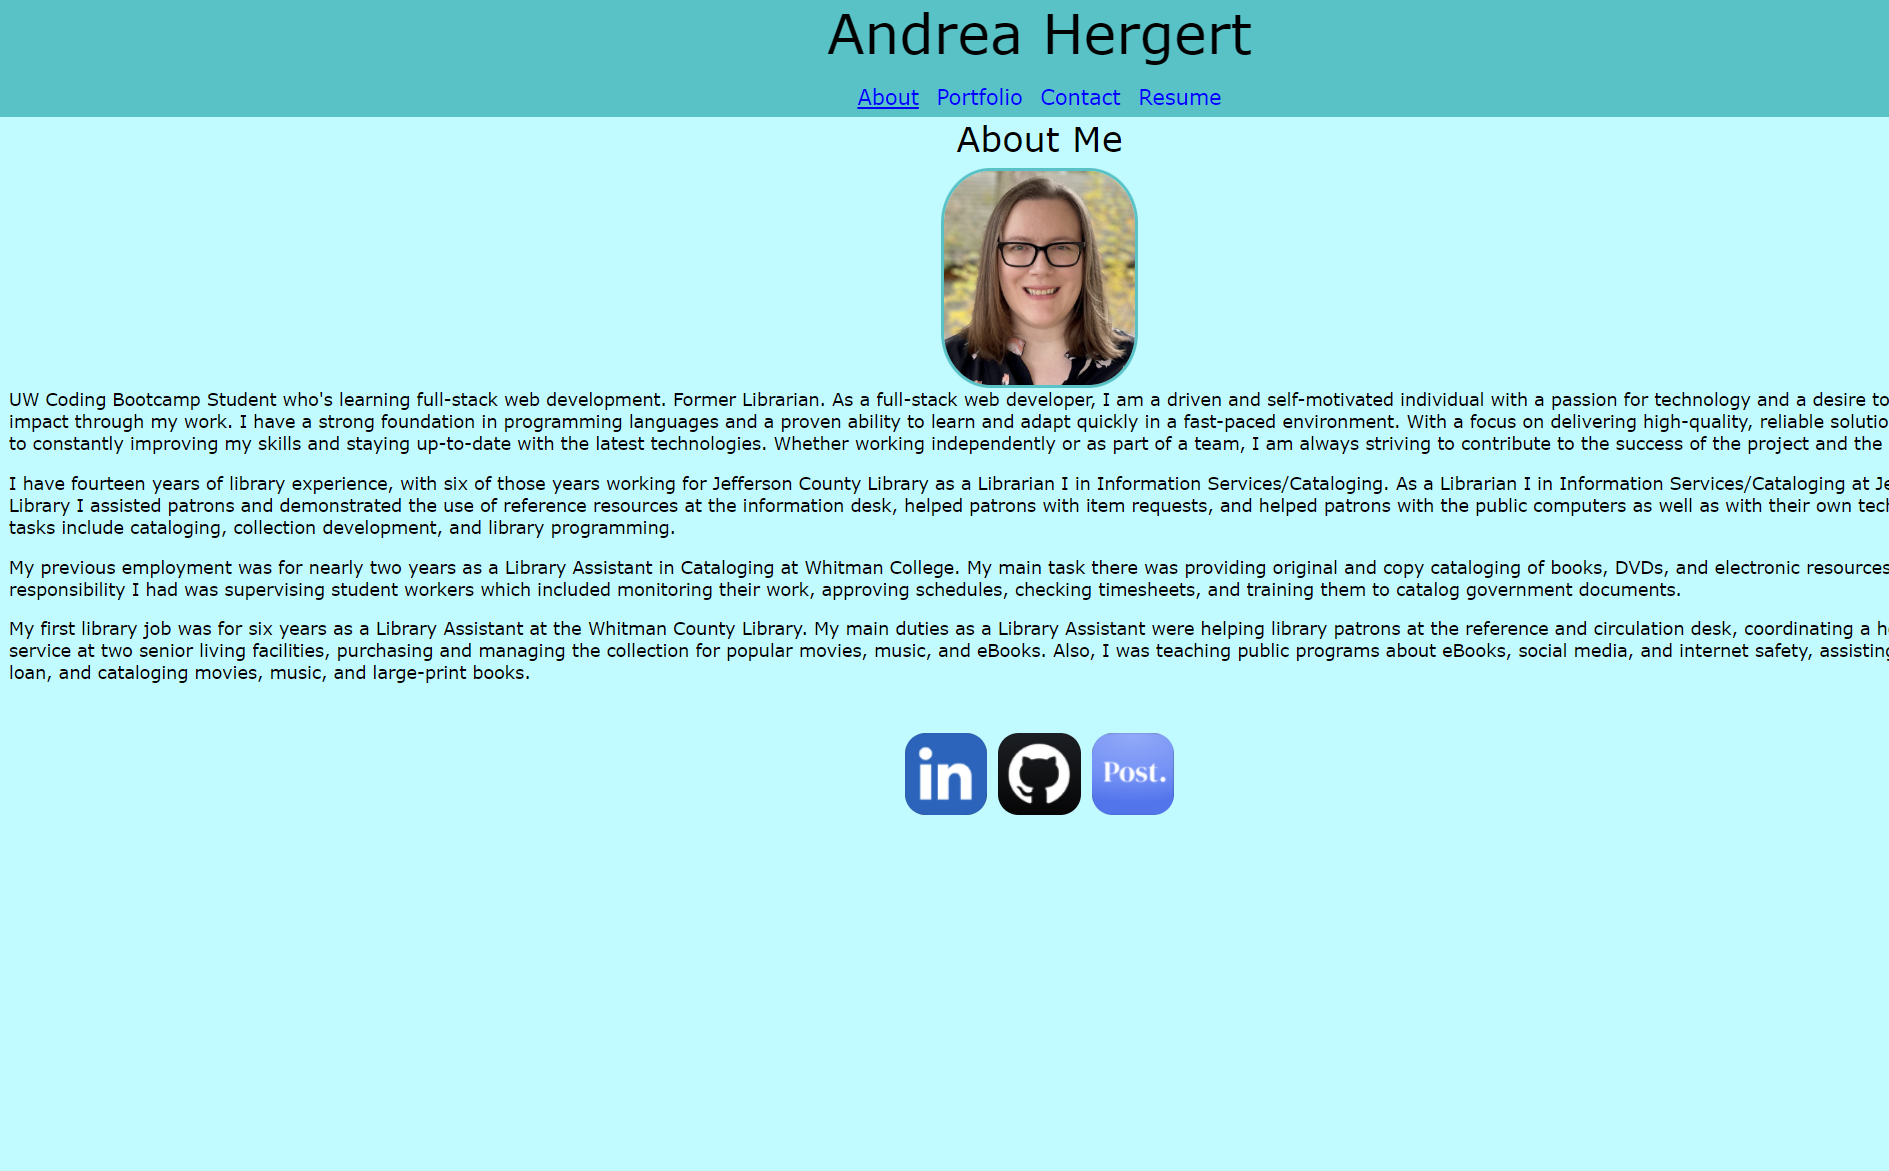 Andrea Hergert
About Portfolio Contact Resume
About Me
UW Coding Bootcamp Student who's learning full-stack web development. Former Librarian. As a full-stack web developer, I am a driven and self-motivated individual with a passion for technology and a desire to
impact through my work. I have a strong foundation in programming languages and a proven ability to learn and adapt quickly in a fast-paced environment. With a focus on delivering high-quality, reliable
to constantly improving my skills and staying up-to-date with the latest technologies. Whether working independently or as part of a team, I am always striving to contribute to the success of the project and the
I have fourteen years of library experience, with six of those years working for Jefferson County Library as a Librarian I in Information Services/Cataloging. As a Librarian I in Information Services/Cataloging at
Library I assisted patrons and demonstrated the use of reference resources at the information desk, helped patrons with item requests, and helped patrons with the public computers as well as with their own
tasks include cataloging, collection development, and library programming.
My previous employment was for nearly two years as a Library Assistant in Cataloging at Whitman College. My main task there was providing original and copy cataloging of books, DVDs, and electronic resources
responsibility I had was supervising student workers which included monitoring their work, approving schedules, checking timesheets, and training them to catalog government documents.
My first library job was for six years as a Library Assistant at the Whitman County Library. My main duties as a Library Assistant were helping library patrons at the reference and circulation desk, coordinating a
service at two senior living facilities, purchasing and managing the collection for popular movies, music, and eBooks. Also, I was teaching public programs about eBooks, social media, and internet safety, assisting
loan, and cataloging movies, music, and large-print books.
in
Post.